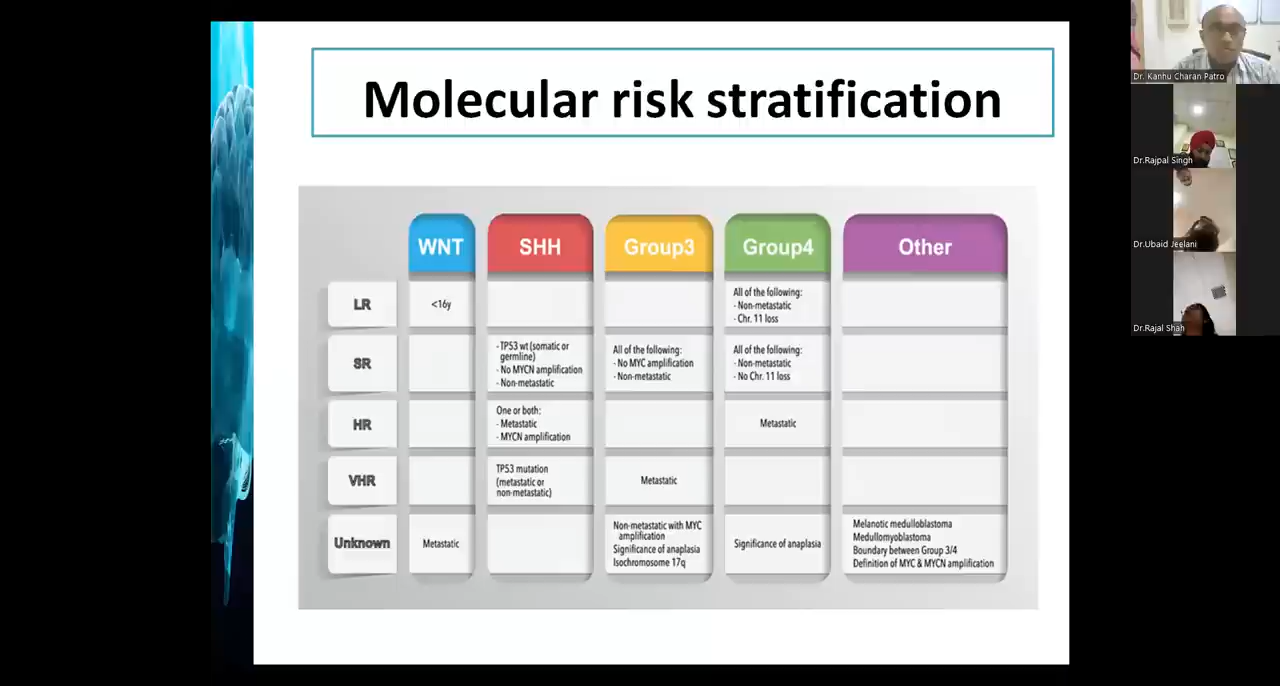 Molecular risk stratification
WNT
SHH
Group3
Group4
Other
LR
<16y
All of the following:
- Non-metastatic
- Chr. 11 loss
SR
- TP53 wt (somatic or
germline)
- No MYCN amplification
- Non-metastatic
All of the following:
- No MYC amplification
- Non-metastatic
All of the following:
- Non-metastatic
- No Chr. 11 loss
HR
One or both:
- Metastatic
- MYCN amplification
Metastatic
VHR
TP53 mutation
(metastatic or
non-metastatic)
Metastatic
Unknown
Metastatic
Non-metastatic with MYC
amplification
Significance of anaplasia
Isochromosome 17q
Significance of anaplasia
Melanotic medulloblastoma
Medullomyoblastoma
Boundary between Group 3/4
Definition of MYC & MYCN amplification
Dr. Kanhu Charan Patro
Dr.Rajpal Singh
Dr.Ubaid Jeelani
Dr.Rajal Shah